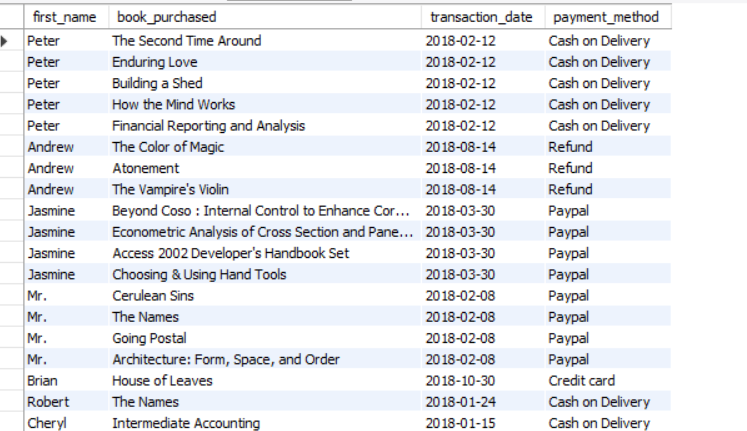 first_name book_purchased transaction_date payment_method
Peter The Second Time Around 2018-02-12 Cash on Delivery
Peter Enduring Love 2018-02-12 Cash on Delivery
Peter Building a Shed 2018-02-12 Cash on Delivery
Peter How the Mind Works 2018-02-12 Cash on Delivery
Peter Financial Reporting and Analysis 2018-02-12 Cash on Delivery
Andrew The Color of Magic 2018-08-14 Refund
Andrew Atonement 2018-08-14 Refund
Andrew The Vampire's Violin 2018-08-14 Refund
Jasmine Beyond Coso : Internal Control to Enhance Cor... 2018-03-30 Paypal
Jasmine Econometric Analysis of Cross Section and Pane... 2018-03-30 Paypal
Jasmine Access 2002 Developer's Handbook Set 2018-03-30 Paypal
Jasmine Choosing & Using Hand Tools 2018-03-30 Paypal
Mr. Cerulean Sins 2018-02-08 Paypal
Mr. The Names 2018-02-08 Paypal
Mr. Going Postal 2018-02-08 Paypal
Mr. Architecture: Form, Space, and Order 2018-02-08 Paypal
Brian House of Leaves 2018-10-30 Credit card
Robert The Names 2018-01-24 Cash on Delivery
Cheryl Intermediate Accounting 2018-01-15 Cash on Delivery